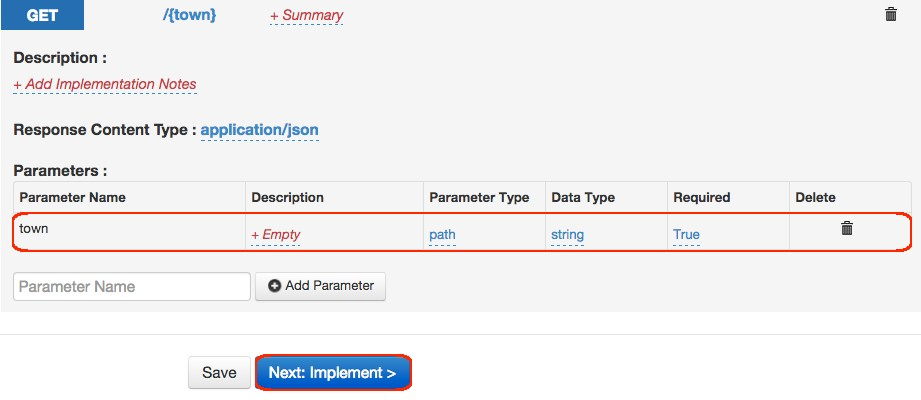 GET /{town} + Summary
Description :
+ Add Implementation Notes
Response Content Type : application/json
Parameters :
Parameter Name Description Parameter Type Data Type Required Delete
town + Empty path string True
Parameter Name Add Parameter
Save Next: Implement >